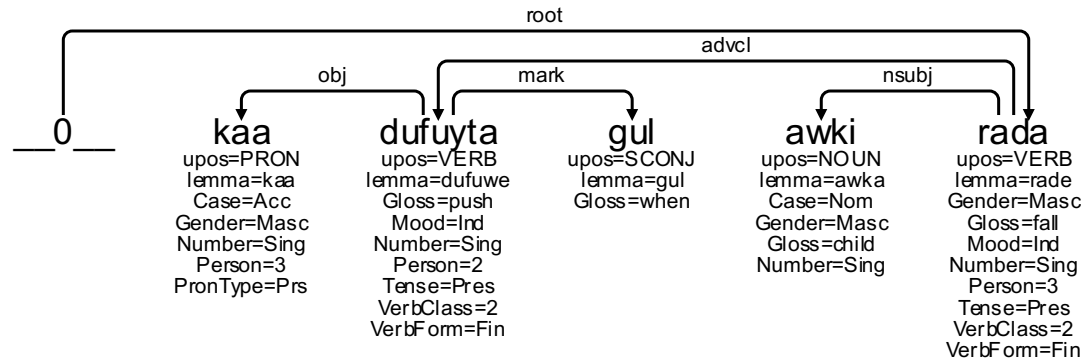 root
advcl
obj mark nsubj
__0__ kaa dufuyta gul awki rada
upos=PRON upos=VERB upos=SCONJ upos=NOUN upos=VERB
lemma=kaa lemma=dufuwe lemma=gul lemma=awka lemma=rade
Case=Acc Gloss=push Gloss=when Case=Nom Gender=Masc
Gender=Masc Mood=Ind Gender=Masc Gloss=fall
Number=Sing Number=Sing Gloss=child Mood=Ind
Person=3 Person=2 Number=Sing Number=Sing
PronType=Prs Tense=Pres Person=3
VerbClass=2 Tense=Pres
VerbForm=Fin VerbClass=2
VerbForm=Fin